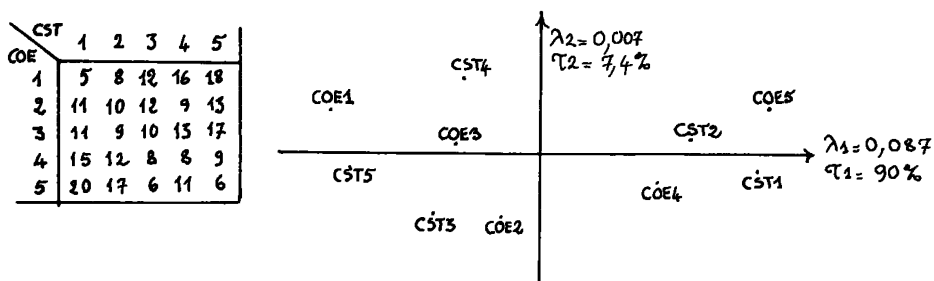 CST 1 2 3 4 5
COE
1 5 8 12 16 18
2 11 10 12 9 13
3 11 9 10 13 17
4 15 12 8 8 9
5 20 17 6 11 6
λ2=0,007
τ2=7,4%
CST4
COE1
COE5
COE3
CST2
λ1=0,087
τ1=90%
CST5
COE4
CST1
CST3
COE2